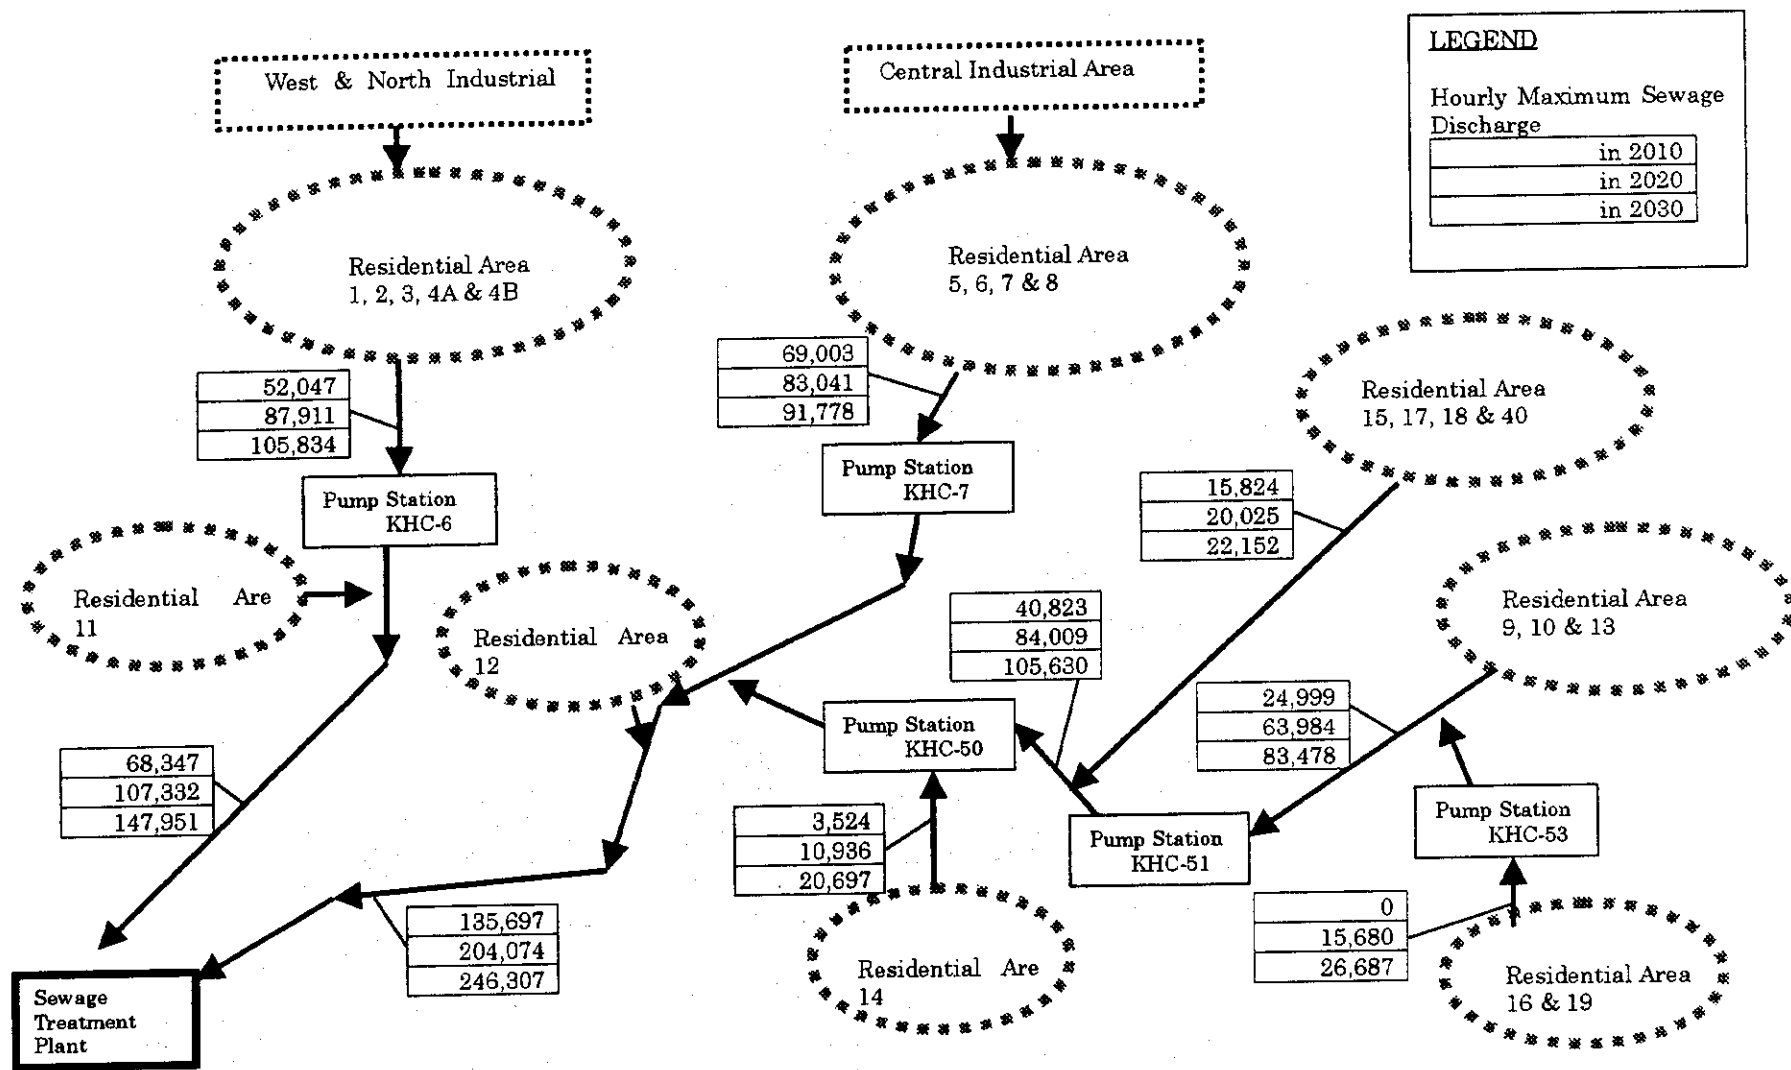 West & North Industrial
Central Industrial Area
LEGEND
Hourly Maximum Sewage
Discharge
in 2010
in 2020
in 2030
Residential Area
1, 2, 3, 4A & 4B
Residential Area
5, 6, 7 & 8
52,047
87,911
105,834
69,003
83,041
91,778
Residential Area
15, 17, 18 & 40
Pump Station
KHC-6
Pump Station
KHC-7
15,824
20,025
22,152
Residential Are
11
Residential Area
12
40,823
84,009
105,630
Residential Area
9, 10 & 13
24,999
63,984
83,478
68,347
107,332
147,951
Pump Station
KHC-50
Pump Station
KHC-51
Pump Station
KHC-53
3,524
10,936
20,697
0
15,680
26,687
135,697
204,074
246,307
Residential Are
14
Residential Area
16 & 19
Sewage
Treatment
Plant